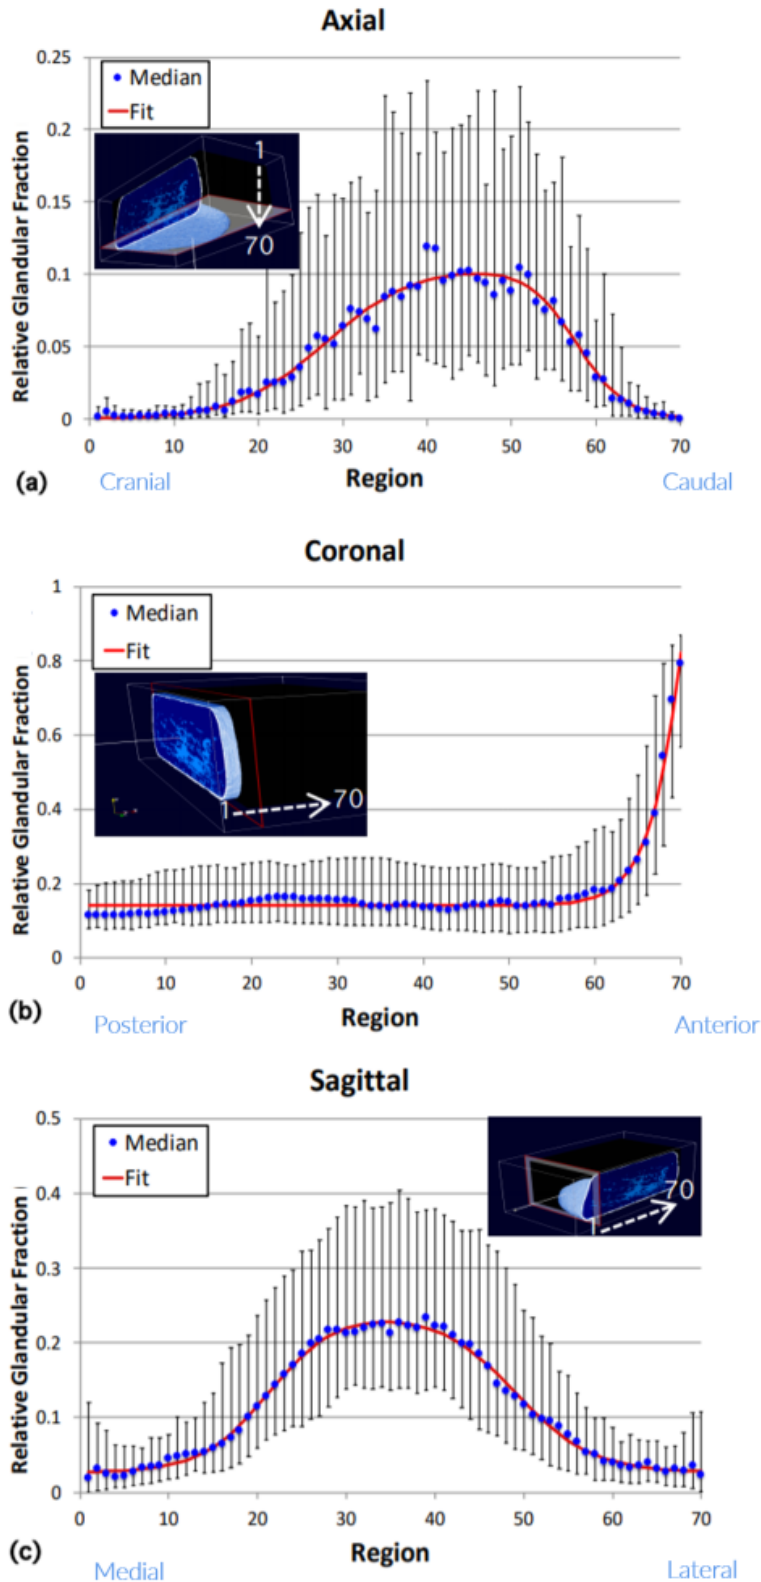 Axial
Relative Glandular Fraction
0.25
0.2
0.15
0.1
0.05
0
Median
Fit
1
70
0 10 20 30 40 50 60 70
(a) Cranial Region Caudal
Coronal
Relative Glandular Fraction
1
0.8
0.6
0.4
0.2
0
Median
Fit
1 70
0 10 20 30 40 50 60 70
(b) Posterior Region Anterior
Sagittal
Relative Glandular Fraction
0.5
0.4
0.3
0.2
0.1
0
Median
Fit
1 70
0 10 20 30 40 50 60 70
(c) Medial Region Lateral